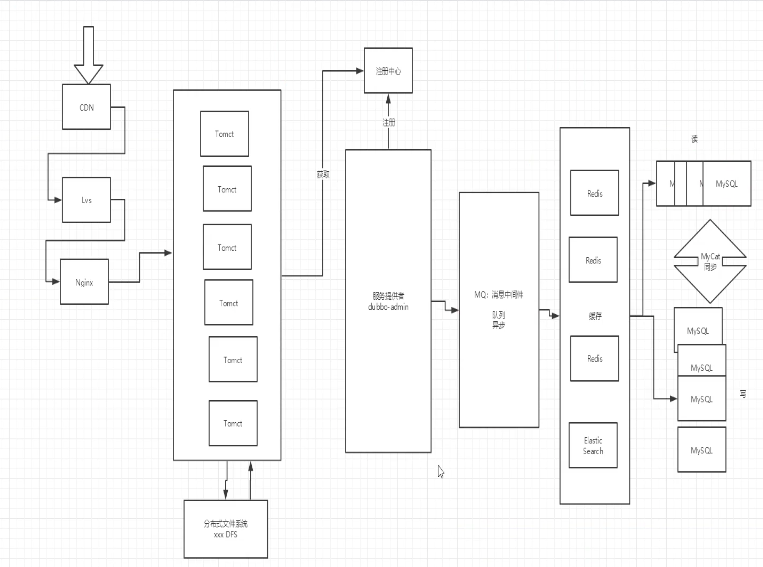 CDN
Lvs
Nginx
Tomct
Tomct
Tomct
Tomct
Tomct
Tomct
分布式文件系统
xxx DFS
获取
注册中心
注册
服务提供者
dubbo-admin
MQ：消息中间件
队列
异步
Redis
Redis
缓存
Redis
Elastic
Search
读
M
MySQL
MyCat
同步
MySQL
MySQL
MySQL
写
MySQL